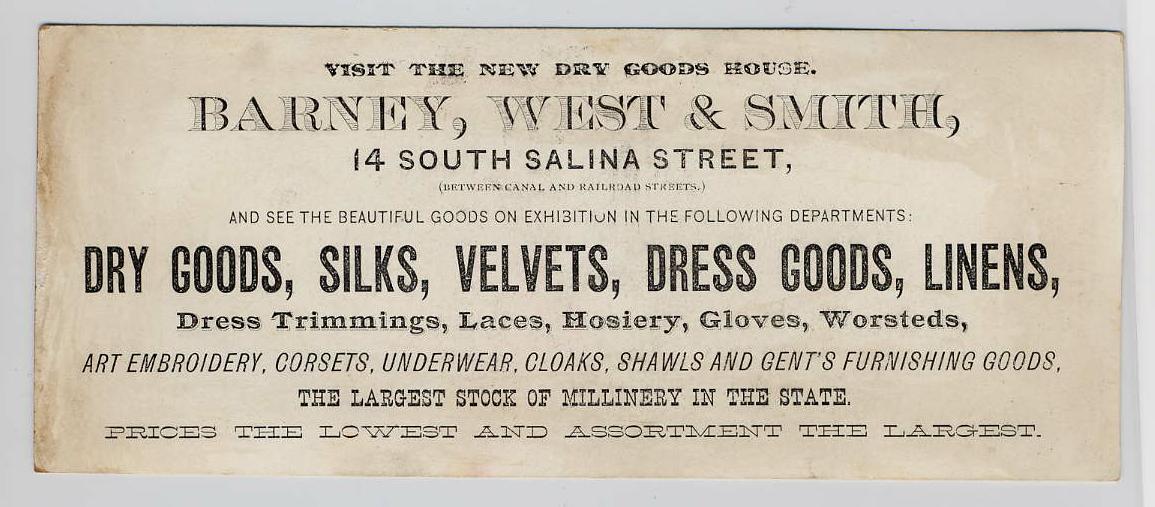 VISIT THE NEW DRY GOODS HOUSE.
BARNEY, WEST & SMITH,
14 SOUTH SALINA STREET,
(BETWEEN CANAL AND RAILROAD STREETS.)
AND SEE THE BEAUTIFUL GOODS ON EXHIBITION IN THE FOLLOWING DEPARTMENTS:
DRY GOODS, SILKS, VELVETS, DRESS GOODS, LINENS,
Dress Trimmings, Laces, Hosiery, Gloves, Worsteds,
ART EMBROIDERY, CORSETS, UNDERWEAR, CLOAKS, SHAWLS AND GENT'S FURNISHING GOODS,
THE LARGEST STOCK OF MILLINERY IN THE STATE.
PRICES THE LOWEST AND ASSORTMENT THE LARGEST.